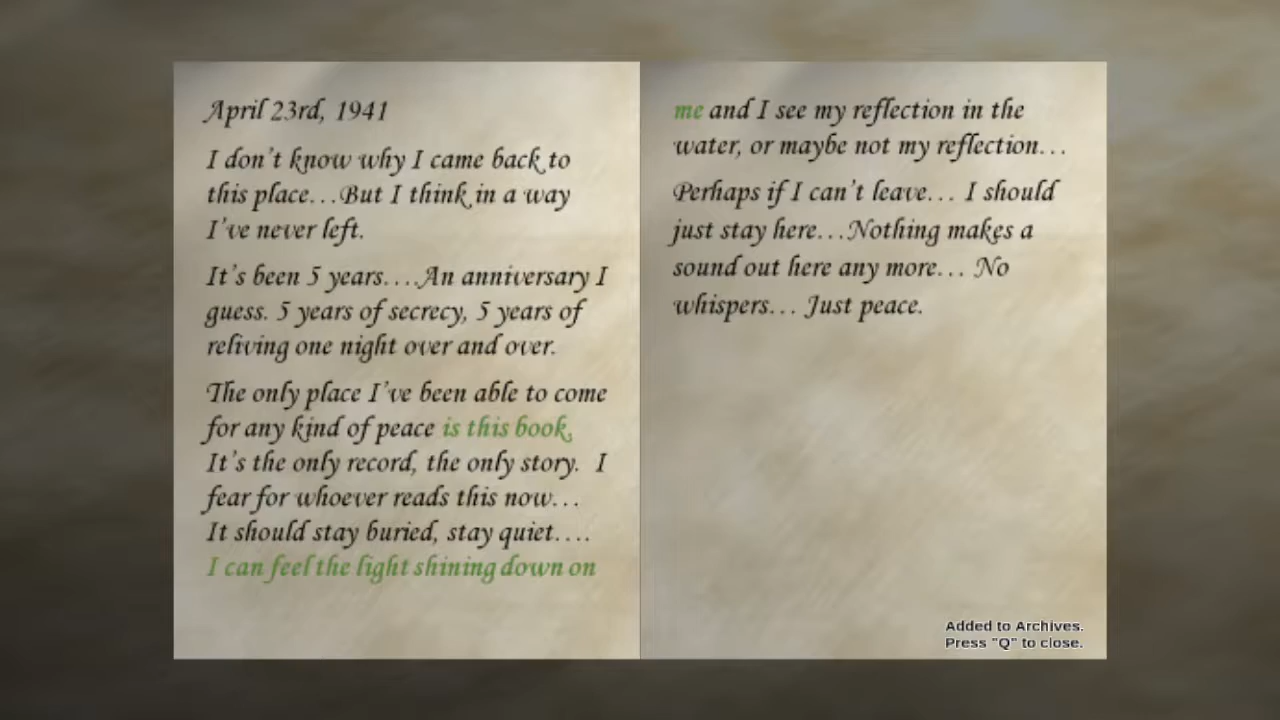 April 23rd, 1941
I don't know why I came back to
this place...But I think in a way
I've never left.
It's been 5 years....An anniversary I
guess. 5 years of secrecy, 5 years of
reliving one night over and over.
The only place I've been able to come
for any kind of peace is this book.
It's the only record, the only story.  I
fear for whoever reads this now...
It should stay buried, stay quiet....
I can feel the light shining down on
me and I see my reflection in the
water, or maybe not my reflection...
Perhaps if I can't leave... I should
just stay here...Nothing makes a
sound out here any more... No
whispers... Just peace.
Added to Archives.
Press "Q" to close.